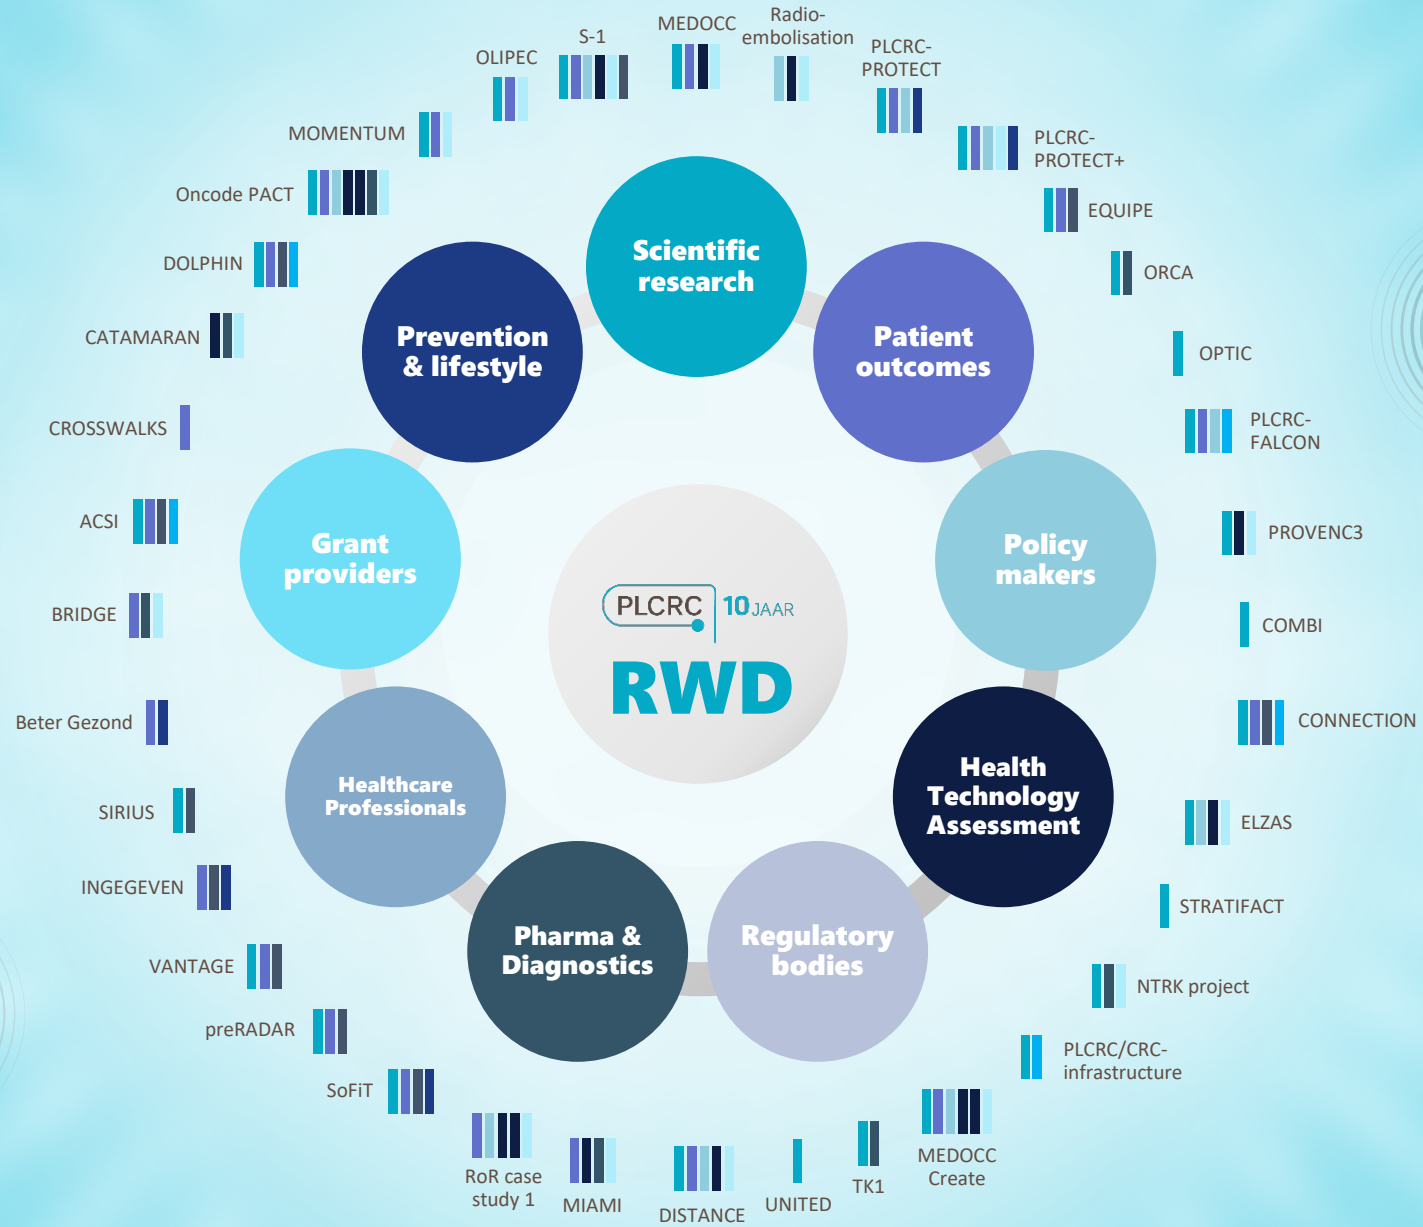 S-1
MEDOCC
Radio-
embolisation
PLCRC-
PROTECT
PLCRC-
PROTECT+
EQUIPE
ORCA
OPTIC
PLCRC-
FALCON
PROVENC3
COMBI
CONNECTION
ELZAS
STRATIFACT
NTRK project
PLCRC/CRC-
infrastructure
MEDOCC
Create
TK1
UNITED
DISTANCE
MIAMI
RoR case
study 1
SoFiT
preRADAR
VANTAGE
INGEGEVEN
SIRIUS
Beter Gezond
BRIDGE
ACSI
CROSSWALKS
CATAMARAN
DOLPHIN
Oncode PACT
MOMENTUM
OLIPEC
Scientific
research
Patient
outcomes
Policy
makers
Health
Technology
Assessment
Regulatory
bodies
Pharma &
Diagnostics
Healthcare
Professionals
Grant
providers
Prevention
& lifestyle
PLCRC 10 JAAR
RWD